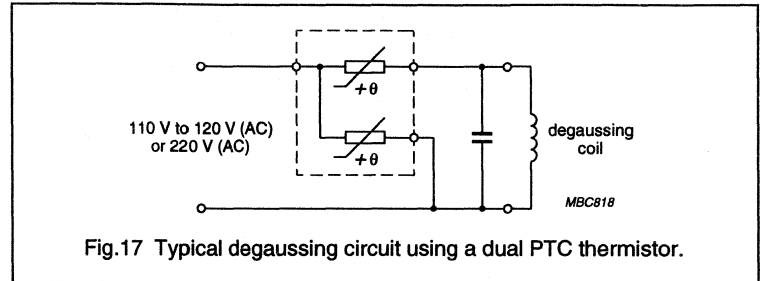 +θ
110 V to 120 V (AC)
or 220 V (AC)
+θ
degaussing
coil
MBC818
Fig.17 Typical degaussing circuit using a dual PTC thermistor.